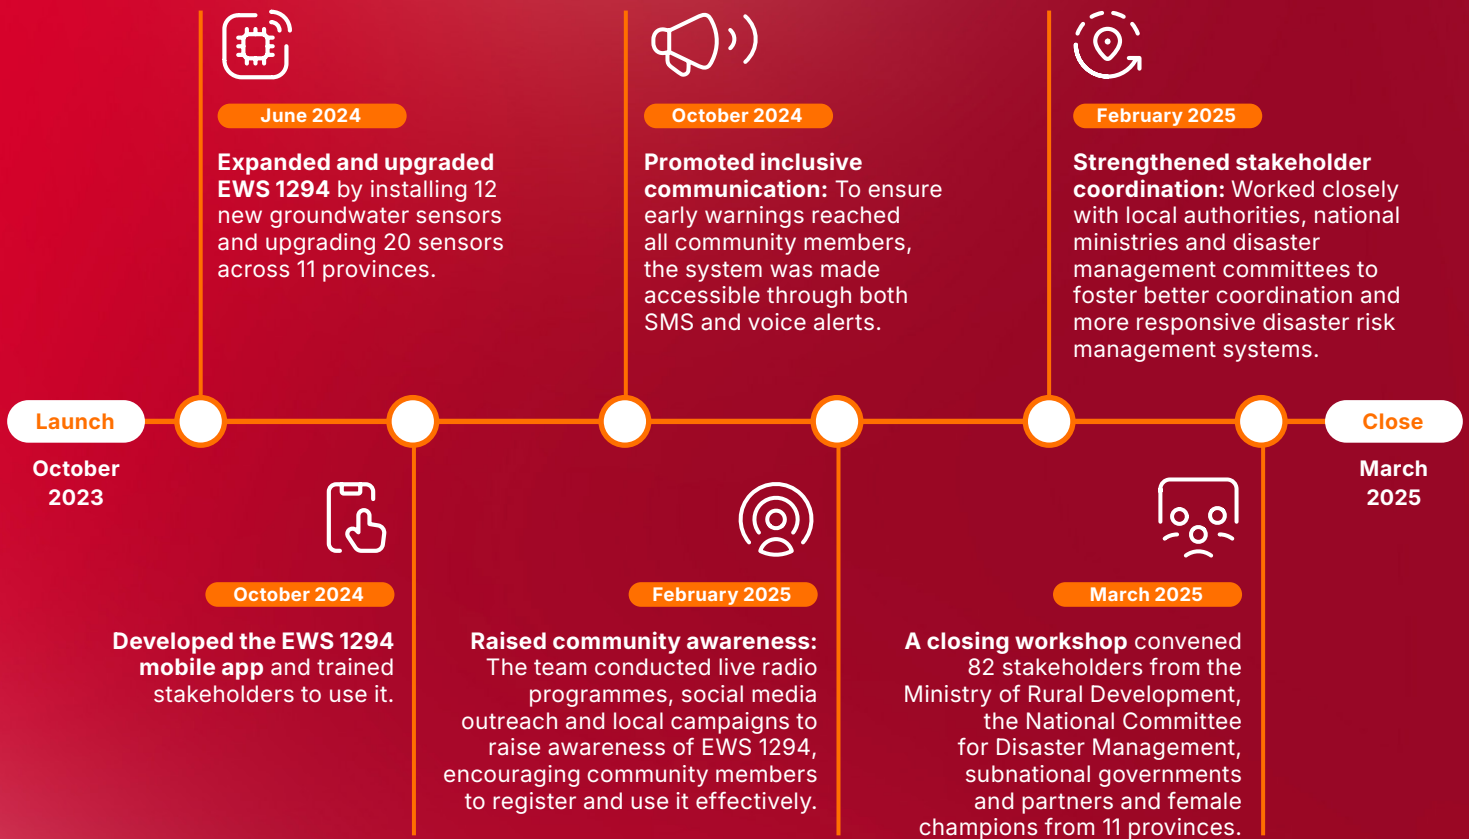 June 2024
Expanded and upgraded
EWS 1294 by installing 12
new groundwater sensors
and upgrading 20 sensors
across 11 provinces.
October 2024
Promoted inclusive
communication: To ensure
early warnings reached
all community members,
the system was made
accessible through both
SMS and voice alerts.
February 2025
Strengthened stakeholder
coordination: Worked closely
with local authorities, national
ministries and disaster
management committees to
foster better coordination and
more responsive disaster risk
management systems.
Launch
October
2023
Close
March
2025
October 2024
Developed the EWS 1294
mobile app and trained
stakeholders to use it.
February 2025
Raised community awareness:
The team conducted live radio
programmes, social media
outreach and local campaigns to
raise awareness of EWS 1294,
encouraging community members
to register and use it effectively.
March 2025
A closing workshop convened
82 stakeholders from the
Ministry of Rural Development,
the National Committee
for Disaster Management,
subnational governments
and partners and female
champions from 11 provinces.